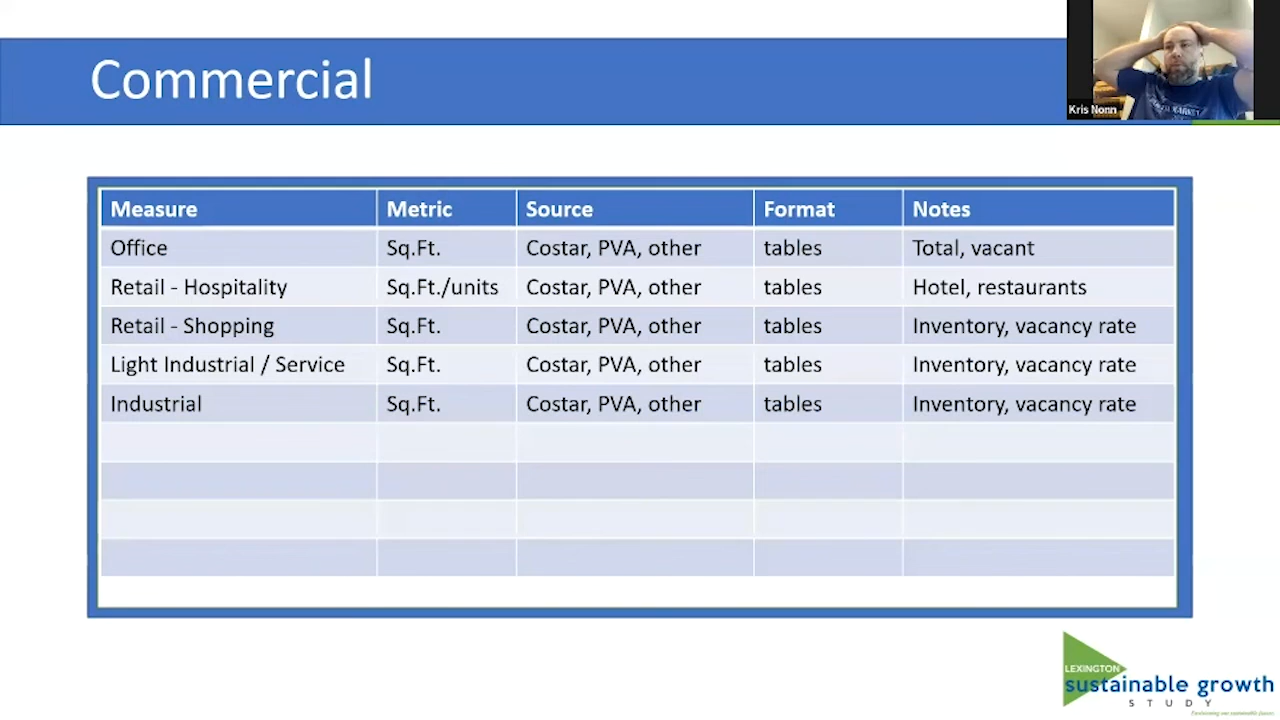 Commercial
Kris Nonn
Measure Metric Source Format Notes
Office Sq.Ft. Costar, PVA, other tables Total, vacant
Retail - Hospitality Sq.Ft./units Costar, PVA, other tables Hotel, restaurants
Retail - Shopping Sq.Ft. Costar, PVA, other tables Inventory, vacancy rate
Light Industrial / Service Sq.Ft. Costar, PVA, other tables Inventory, vacancy rate
Industrial Sq.Ft. Costar, PVA, other tables Inventory, vacancy rate
LEXINGTON
sustainable growth
STUDY